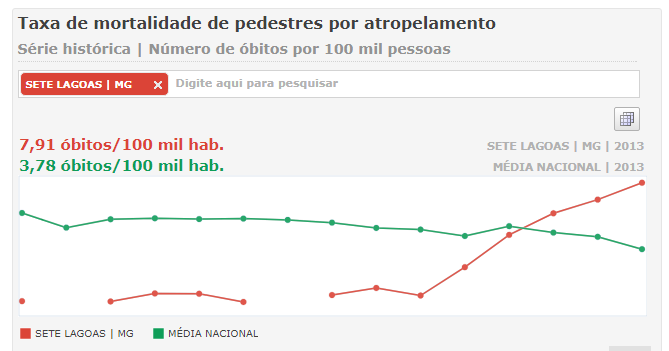 Taxa de mortalidade de pedestres por atropelamento
Série histórica | Número de óbitos por 100 mil pessoas
SETE LAGOAS | MG × Digite aqui para pesquisar
7,91 óbitos/100 mil hab. SETE LAGOAS | MG | 2013
3,78 óbitos/100 mil hab. MÉDIA NACIONAL | 2013
SETE LAGOAS | MG MÉDIA NACIONAL